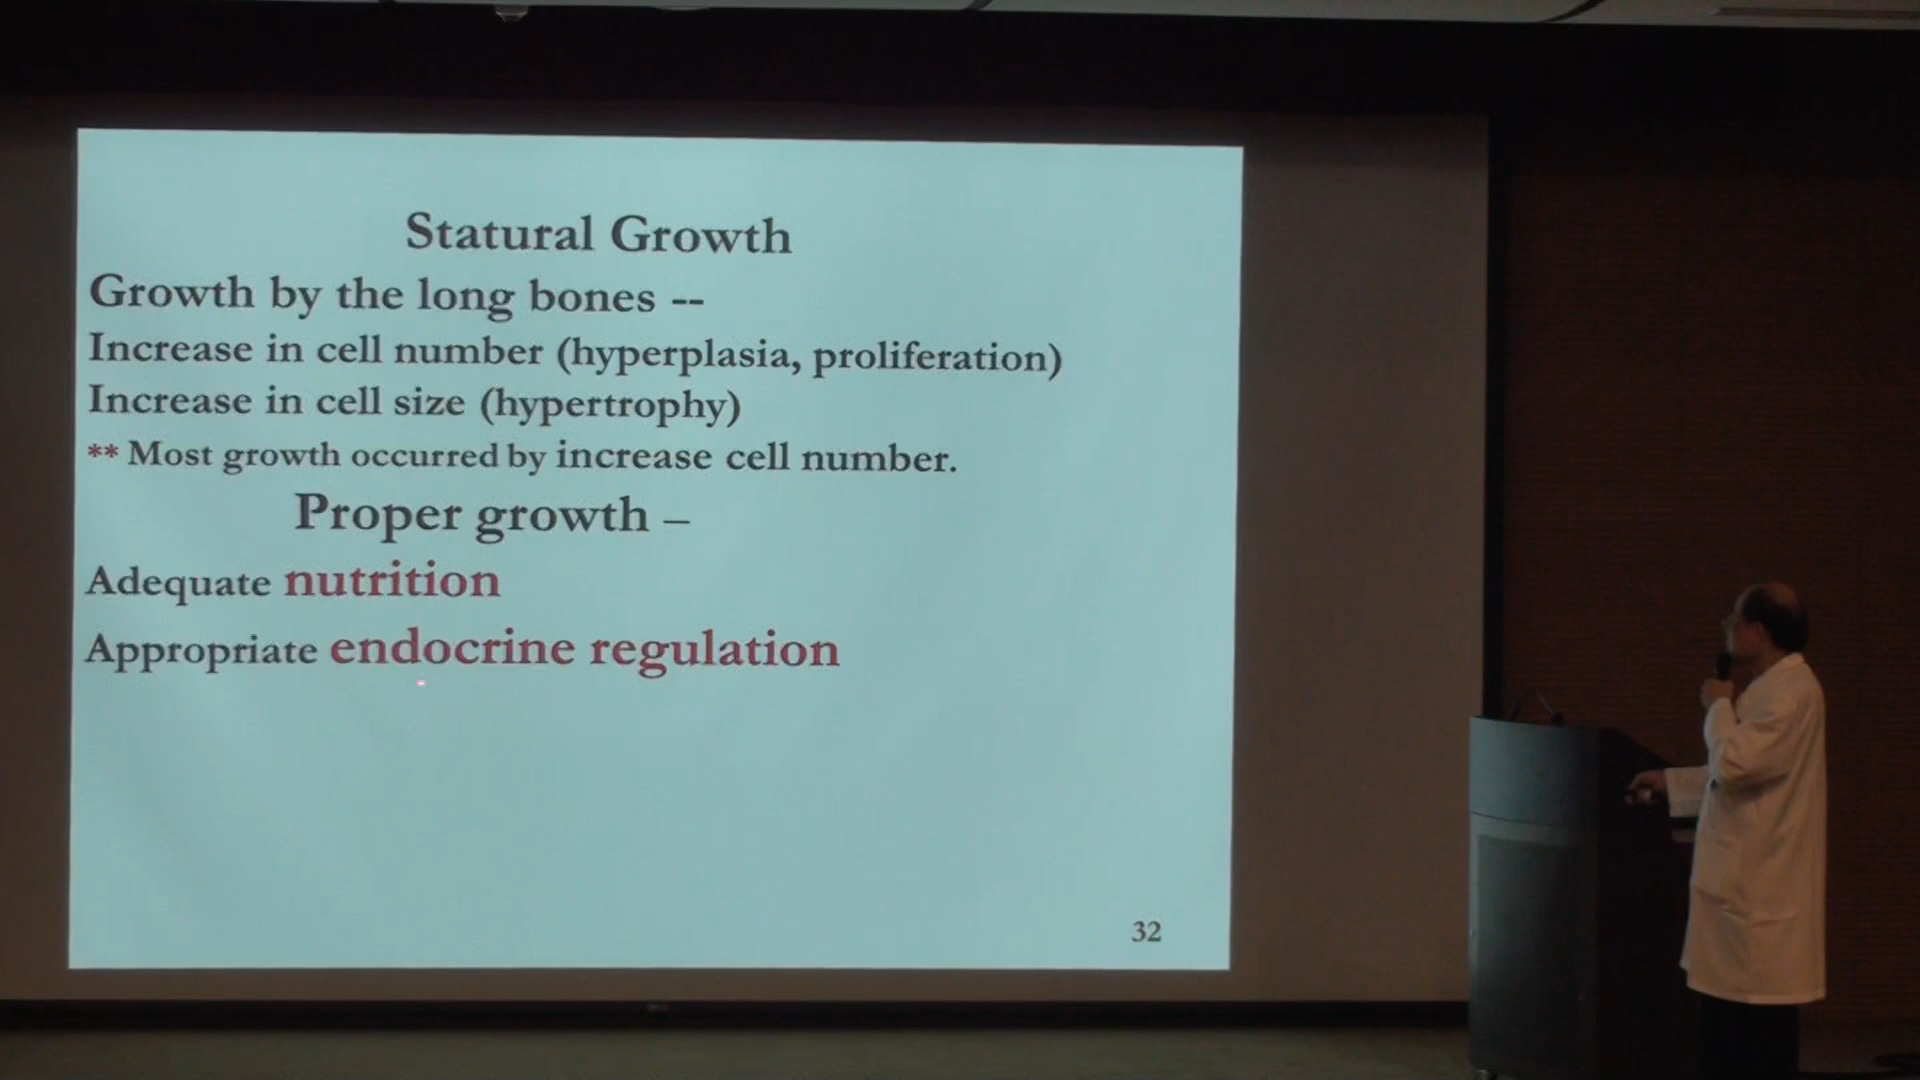 Statural Growth
Growth by the long bones --
Increase in cell number (hyperplasia, proliferation)
Increase in cell size (hypertrophy)
** Most growth occurred by increase cell number.
Proper growth –
Adequate nutrition
Appropriate endocrine regulation
32